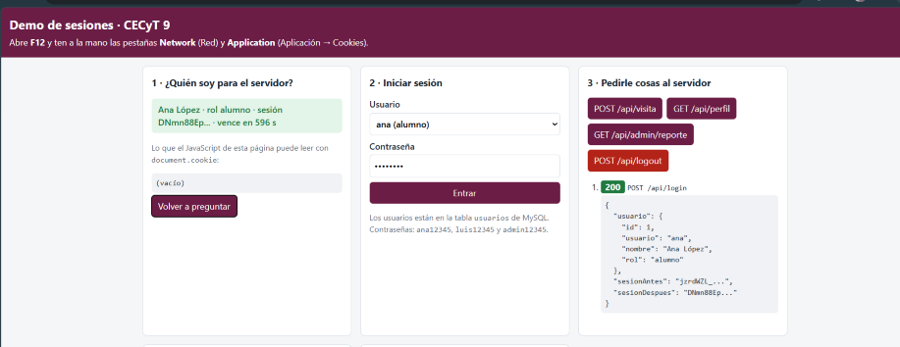 Demo de sesiones · CECyT 9
Abre F12 y ten a la mano las pestañas Network (Red) y Application (Aplicación → Cookies).
1 · ¿Quién soy para el servidor?
Ana López · rol alumno · sesión
DNmn88Ep... · vence en 596 s
Lo que el JavaScript de esta página puede leer con
document.cookie:
(vacío)
Volver a preguntar
2 · Iniciar sesión
Usuario
ana (alumno)
Contraseña
••••••••
Entrar
Los usuarios están en la tabla usuarios de MySQL.
Contraseñas: ana12345, luis12345 y admin12345.
3 · Pedirle cosas al servidor
POST /api/visita
GET /api/perfil
GET /api/admin/reporte
POST /api/logout
1. 200 POST /api/login
{
"usuario": {
"id": 1,
"usuario": "ana",
"nombre": "Ana López",
"rol": "alumno"
},
"sesionAntes": "jzrdWZL_...",
"sesionDespues": "DNmn88Ep..."
}